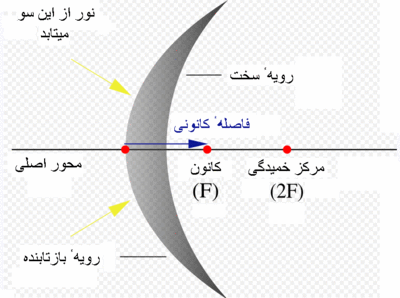 نور از این سو
میتابد
رویهٔ سخت
فاصلهٔ کانونی
محور اصلی
کانون
(F)
مرکز خمیدگی
(2F)
رویهٔ بازتابنده